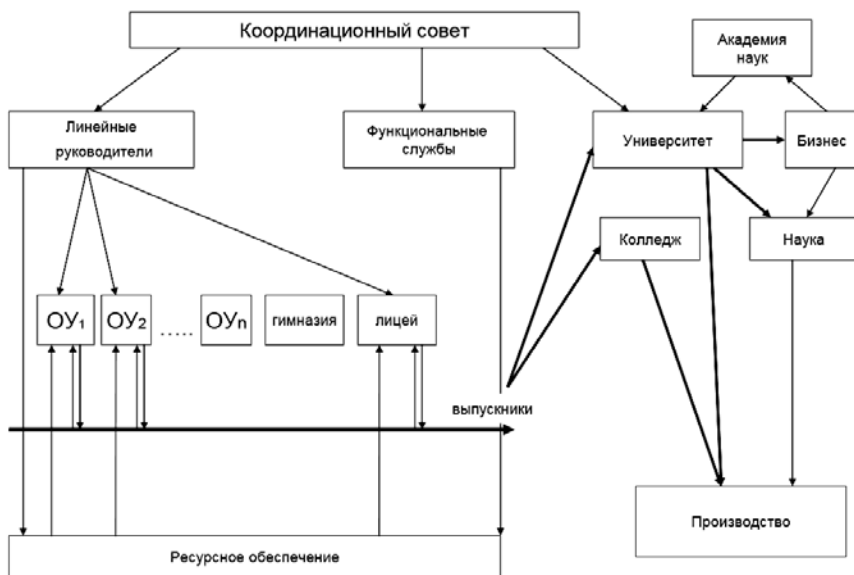 Координационный совет
Академия
наук
Линейные
руководители
Функциональные
службы
Университет
Бизнес
Колледж
Наука
ОУ₁
ОУ₂
.....
ОУn
гимназия
лицей
выпускники
Производство
Ресурсное обеспечение